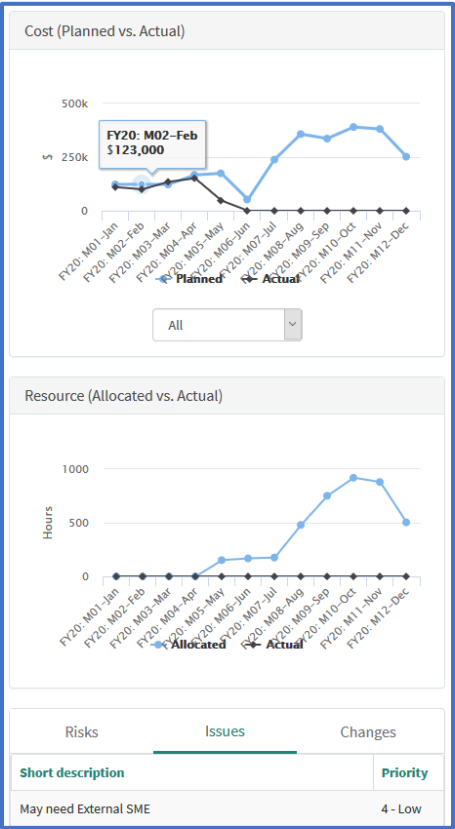 Cost (Planned vs. Actual)
500k
FY20: M02–Feb
$123,000
250k
$
0
FY20: M01–Jan
FY20: M02–Feb
FY20: M03–Mar
FY20: M04–Apr
FY20: M05–May
FY20: M06–Jun
FY20: M07–Jul
FY20: M08–Aug
FY20: M09–Sep
FY20: M10–Oct
FY20: M11–Nov
FY20: M12–Dec
Planned Actual
All
Resource (Allocated vs. Actual)
1000
Hours
500
0
FY20: M01–Jan
FY20: M02–Feb
FY20: M03–Mar
FY20: M04–Apr
FY20: M05–May
FY20: M06–Jun
FY20: M07–Jul
FY20: M08–Aug
FY20: M09–Sep
FY20: M10–Oct
FY20: M11–Nov
FY20: M12–Dec
Allocated Actual
Risks Issues Changes
Short description Priority
May need External SME 4 - Low